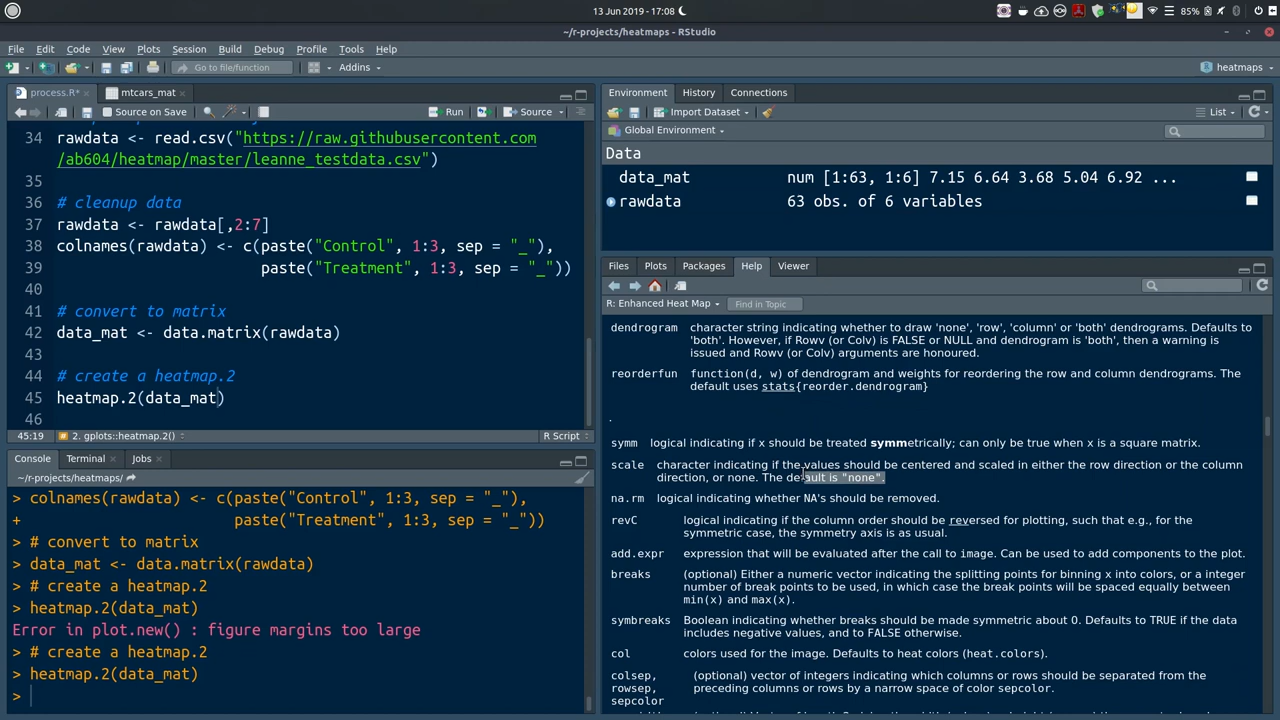 13 Jun 2019 - 17:08
85%
~/r-projects/heatmaps - RStudio
File Edit Code View Plots Session Build Debug Profile Tools Help
Go to file/function
Addins
heatmaps
process.R* mtcars_mat
Source on Save
Run
Source
34 rawdata <- read.csv("https://raw.githubusercontent.com
/ab604/heatmap/master/leanne_testdata.csv")
35
36 # cleanup data
37 rawdata <- rawdata[,2:7]
38 colnames(rawdata) <- c(paste("Control", 1:3, sep = "_"),
39 paste("Treatment", 1:3, sep = "_"))
40
41 # convert to matrix
42 data_mat <- data.matrix(rawdata)
43
44 # create a heatmap.2
45 heatmap.2(data_mat)
46
45:19 2. gplots::heatmap.2() R Script
Console Terminal Jobs
~/r-projects/heatmaps/
> colnames(rawdata) <- c(paste("Control", 1:3, sep = "_"),
+ paste("Treatment", 1:3, sep = "_"))
> # convert to matrix
> data_mat <- data.matrix(rawdata)
> # create a heatmap.2
> heatmap.2(data_mat)
Error in plot.new() : figure margins too large
> # create a heatmap.2
> heatmap.2(data_mat)
>
Environment History Connections
Import Dataset
List
Global Environment
Data
data_mat num [1:63, 1:6] 7.15 6.64 3.68 5.04 6.92 ...
rawdata 63 obs. of 6 variables
Files Plots Packages Help Viewer
R: Enhanced Heat Map Find in Topic
dendrogram character string indicating whether to draw 'none', 'row', 'column' or 'both' dendrograms. Defaults to
'both'. However, if Rowv (or Colv) is FALSE or NULL and dendrogram is 'both', then a warning is
issued and Rowv (or Colv) arguments are honoured.
reorderfun function(d, w) of dendrogram and weights for reordering the row and column dendrograms. The
default uses stats{reorder.dendrogram}
.
symm logical indicating if x should be treated symmetrically; can only be true when x is a square matrix.
scale character indicating if the values should be centered and scaled in either the row direction or the column
direction, or none. The default is "none".
na.rm logical indicating whether NA's should be removed.
revC logical indicating if the column order should be reversed for plotting, such that e.g., for the
symmetric case, the symmetry axis is as usual.
add.expr expression that will be evaluated after the call to image. Can be used to add components to the plot.
breaks (optional) Either a numeric vector indicating the splitting points for binning x into colors, or a integer
number of break points to be used, in which case the break points will be spaced equally between
min(x) and max(x).
symbreaks Boolean indicating whether breaks should be made symmetric about 0. Defaults to TRUE if the data
includes negative values, and to FALSE otherwise.
col colors used for the image. Defaults to heat colors (heat.colors).
colsep, (optional) vector of integers indicating which columns or rows should be separated from the
rowsep, preceding columns or rows by a narrow space of color sepcolor.
sepcolor